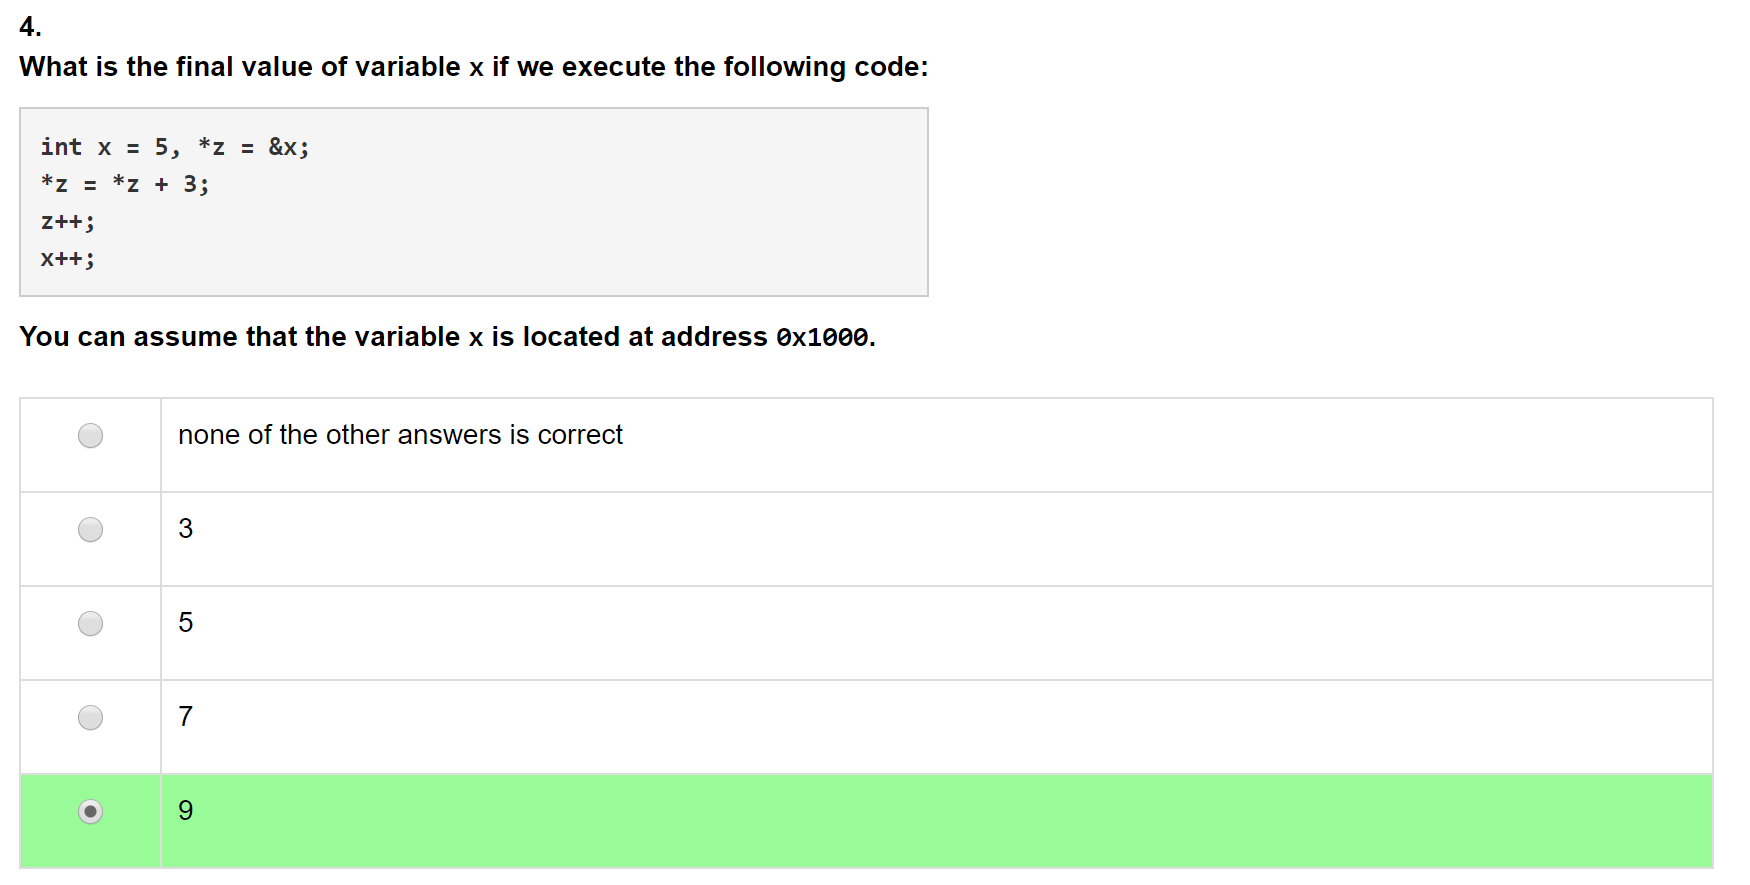 4.
What is the final value of variable x if we execute the following code:
int x = 5, *z = &x;
*z = *z + 3;
z++;
x++;
You can assume that the variable x is located at address 0x1000.
none of the other answers is correct
3
5
7
9